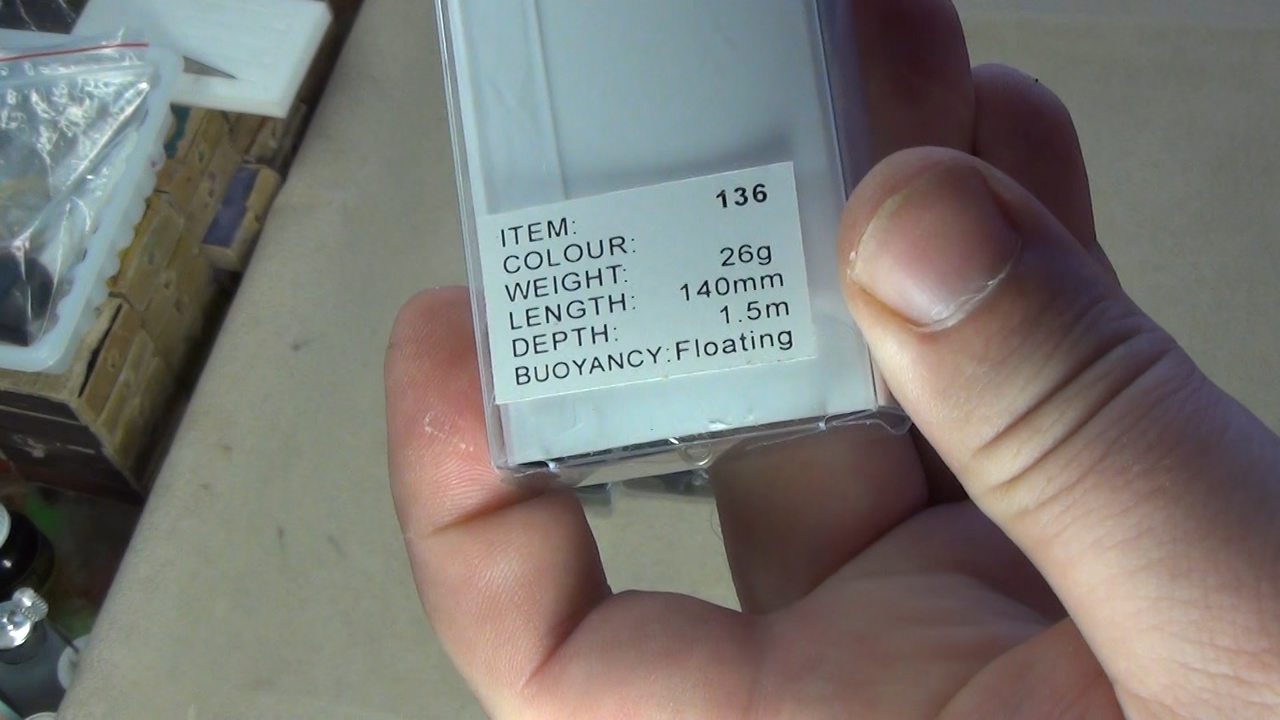 ITEM:
COLOUR: 136
WEIGHT: 26g
LENGTH: 140mm
DEPTH: 1.5m
BUOYANCY: Floating